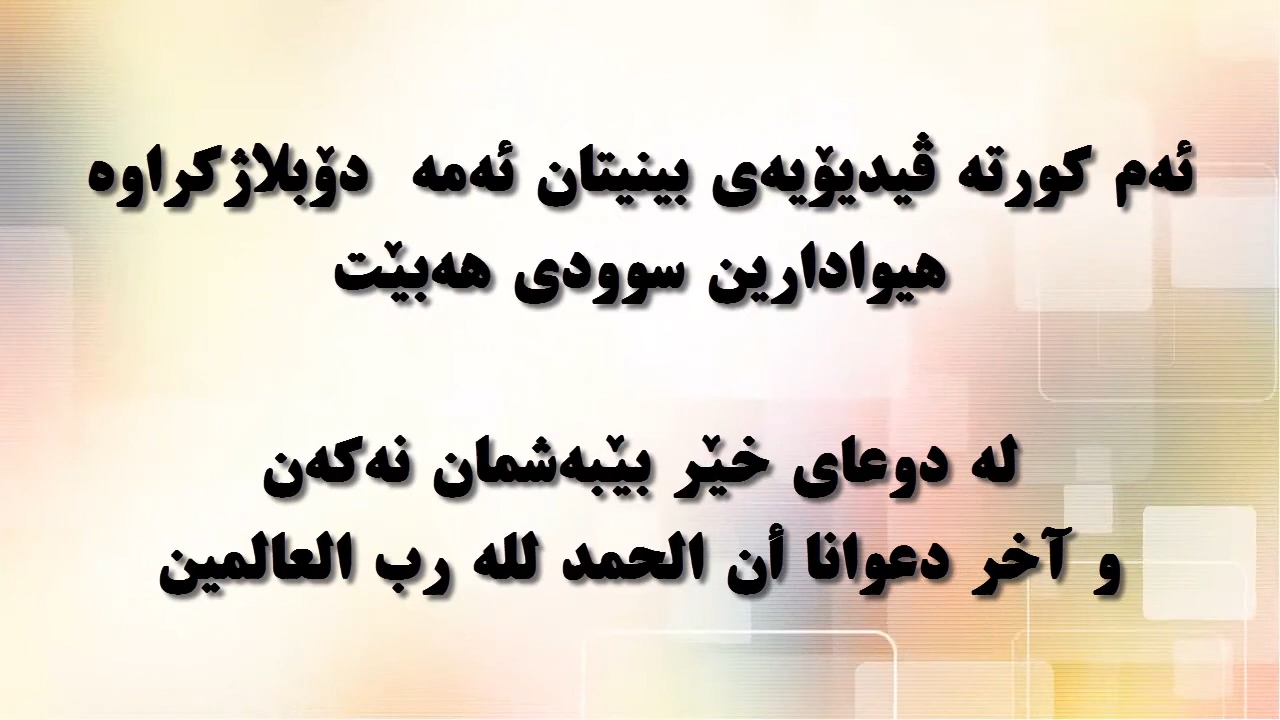 ئەم کورتە ڤیدیۆیەی بینیتان ئەمە دۆبلاژکراوە
هیوادارین سوودی هەبێت
لە دوعای خێر بێبەشمان نەکەن
و آخر دعوانا أن الحمد لله رب العالمين